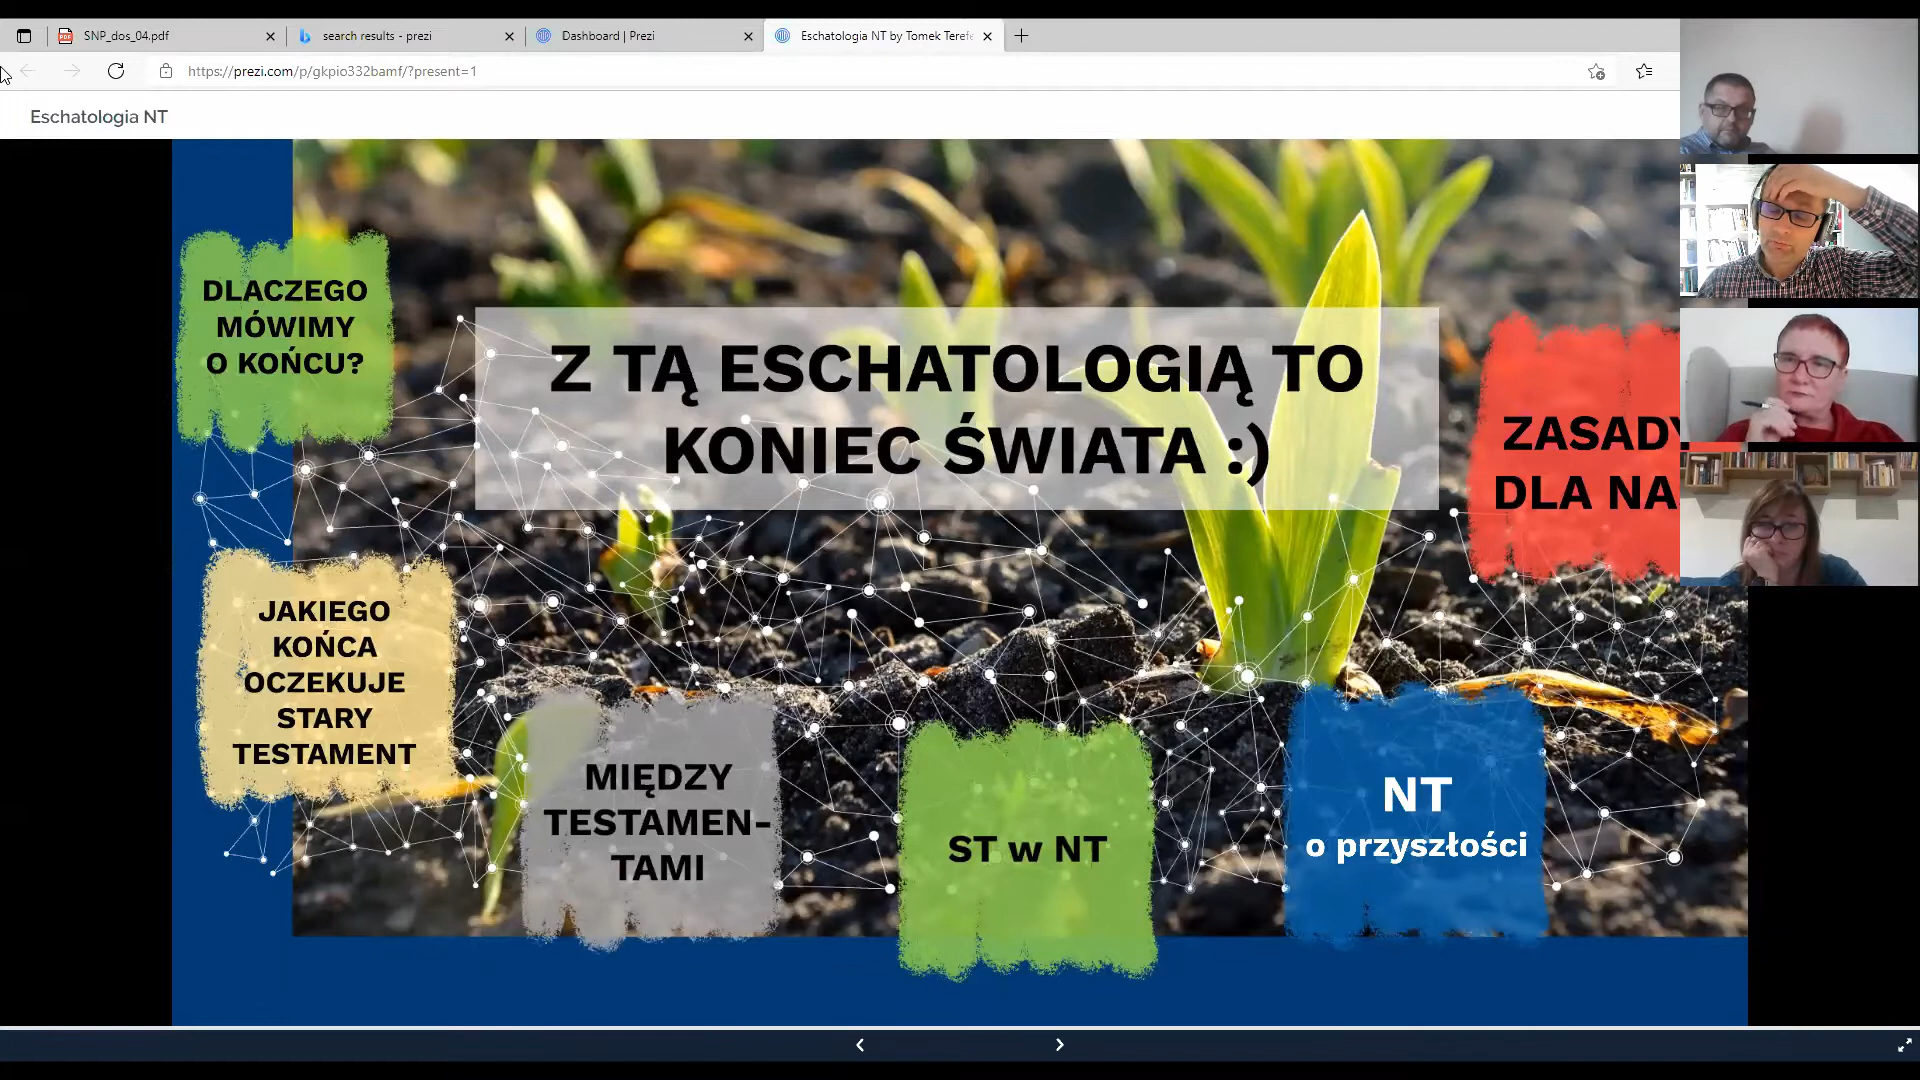 SNP_dos_04.pdf
search results - prezi
Dashboard | Prezi
Eschatologia NT by Tomek Terefe
https://prezi.com/p/gkpio332bamf/?present=1
Eschatologia NT
DLACZEGO
MÓWIMY
O KOŃCU?
Z TĄ ESCHATOLOGIĄ TO
KONIEC ŚWIATA :)
ZASADY
DLA NA
JAKIEGO
KOŃCA
OCZEKUJE
STARY
TESTAMENT
MIĘDZY
TESTAMEN-
TAMI
ST w NT
NT
o przyszłości